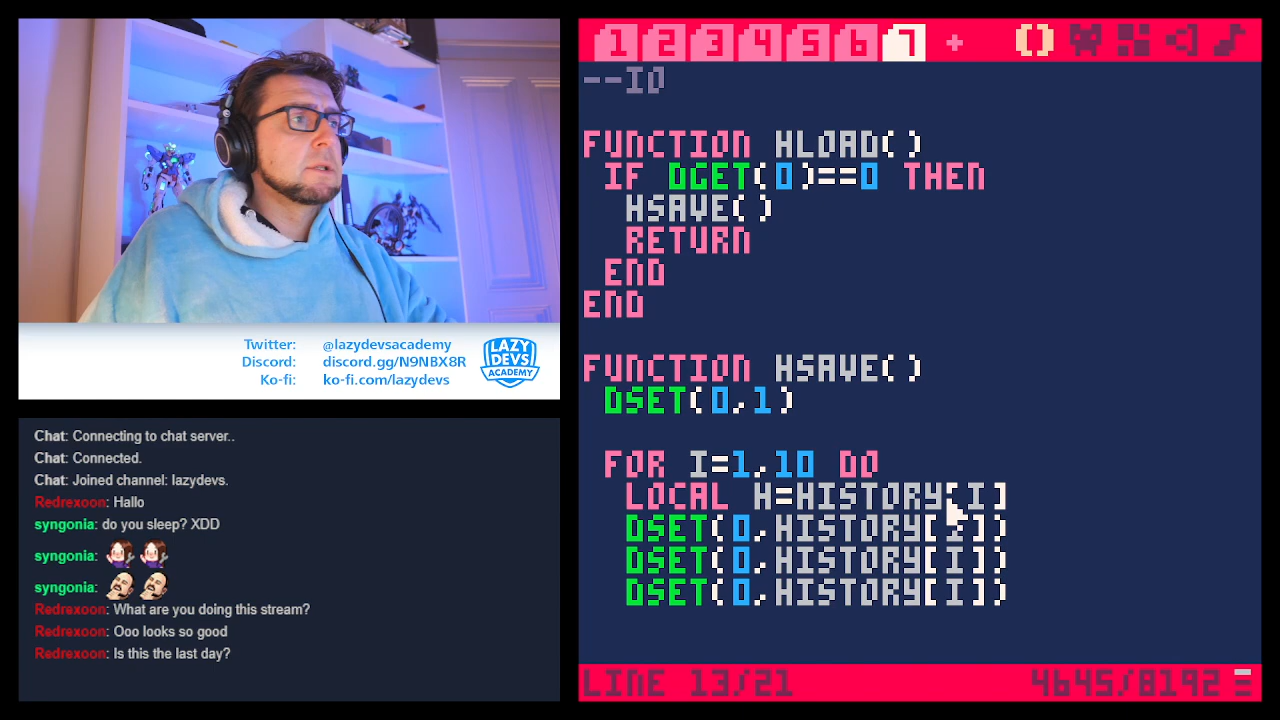 Twitter: @lazydevsacademy
Discord: discord.gg/N9NBX8R
Ko-fi: ko-fi.com/lazydevs
LAZY
DEVS
ACADEMY
Chat: Connecting to chat server..
Chat: Connected.
Chat: Joined channel: lazydevs.
Redrexoon: Hallo
syngonia: do you sleep? XDD
syngonia:
syngonia:
Redrexoon: What are you doing this stream?
Redrexoon: Ooo looks so good
Redrexoon: Is this the last day?
1 2 3 4 5 6 7 + ()
--IO
FUNCTION HLOAD()
IF DGET(0)==0 THEN
HSAVE()
RETURN
END
END
FUNCTION HSAVE()
DSET(0,1)
FOR I=1,10 DO
LOCAL H=HISTORY[I]
DSET(0,HISTORY[I])
DSET(0,HISTORY[I])
DSET(0,HISTORY[I])
LINE 13/21 4645/8192